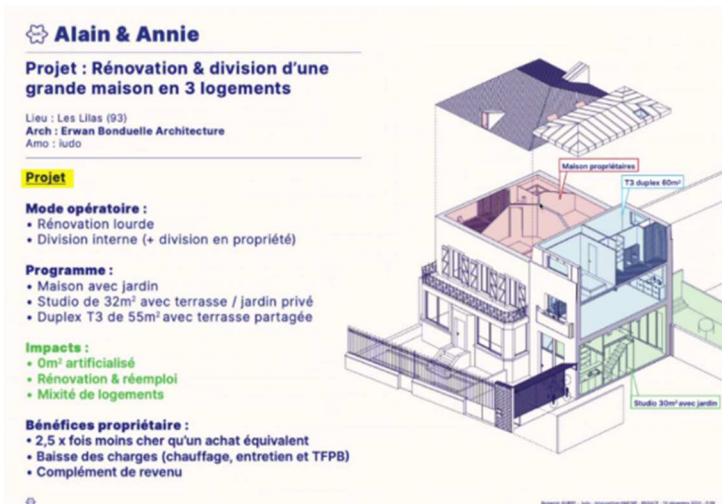 Alain & Annie
Projet : Rénovation & division d'une
grande maison en 3 logements
Lieu : Les Lilas (93)
Arch : Erwan Bonduelle Architecture
Amo : iudo
Projet
Mode opératoire :
• Rénovation lourde
• Division interne (+ division en propriété)
Programme :
• Maison avec jardin
• Studio de 32m² avec terrasse / jardin privé
• Duplex T3 de 55m² avec terrasse partagée
Impacts :
• 0m² artificialisé
• Rénovation & réemploi
• Mixité de logements
Bénéfices propriétaire :
• 2,5 x fois moins cher qu'un achat équivalent
• Baisse des charges (chauffage, entretien et TFPB)
• Complément de revenu
Maison propriétaires
T3 duplex 60m²
Studio 30m² avec jardin